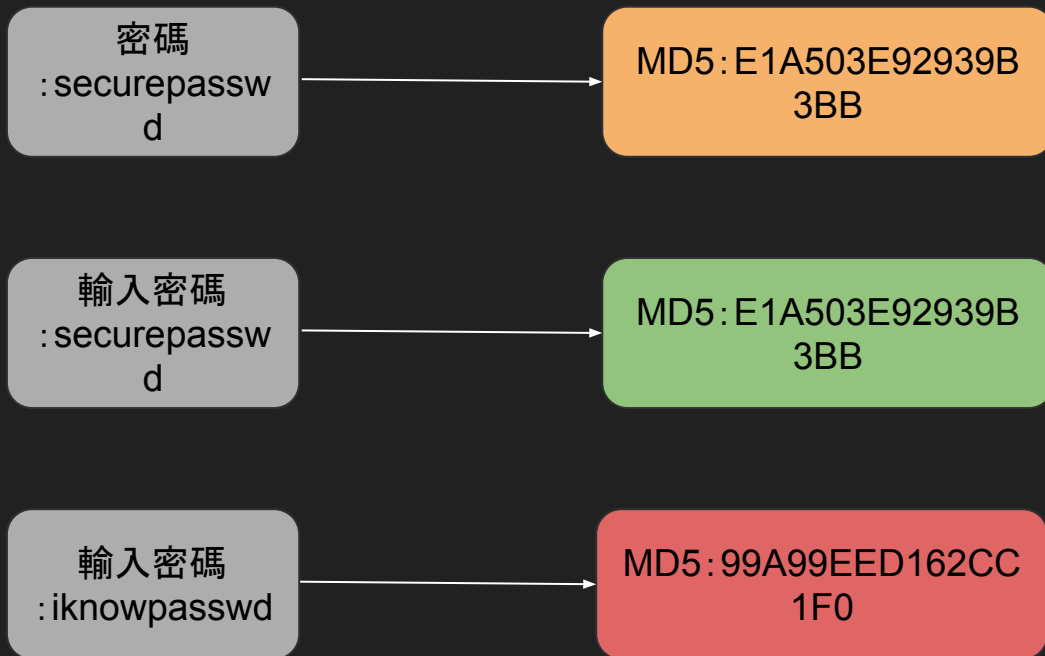 密碼
:securepassw
d
MD5:E1A503E92939B
3BB
輸入密碼
:securepassw
d
MD5:E1A503E92939B
3BB
輸入密碼
:iknowpasswd
MD5:99A99EED162CC
1F0